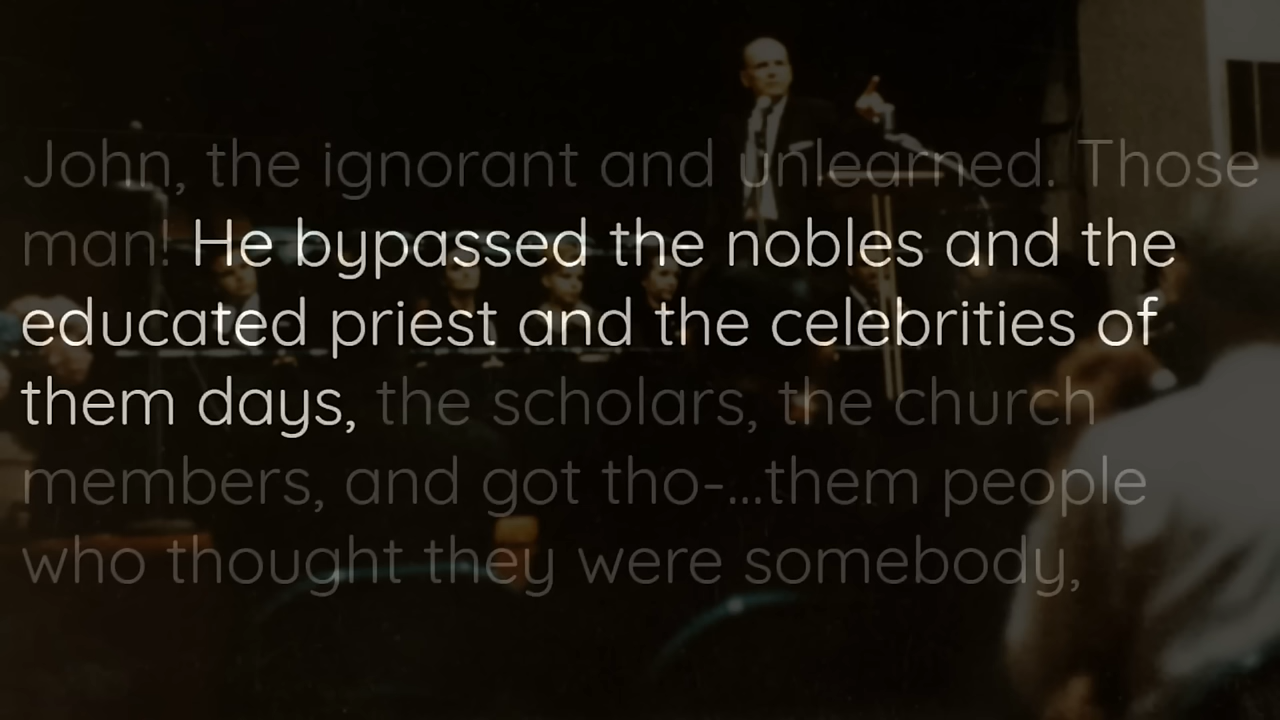 John, the ignorant and unlearned. Those
man! He bypassed the nobles and the
educated priest and the celebrities of
them days, the scholars, the church
members, and got tho-...them people
who thought they were somebody,